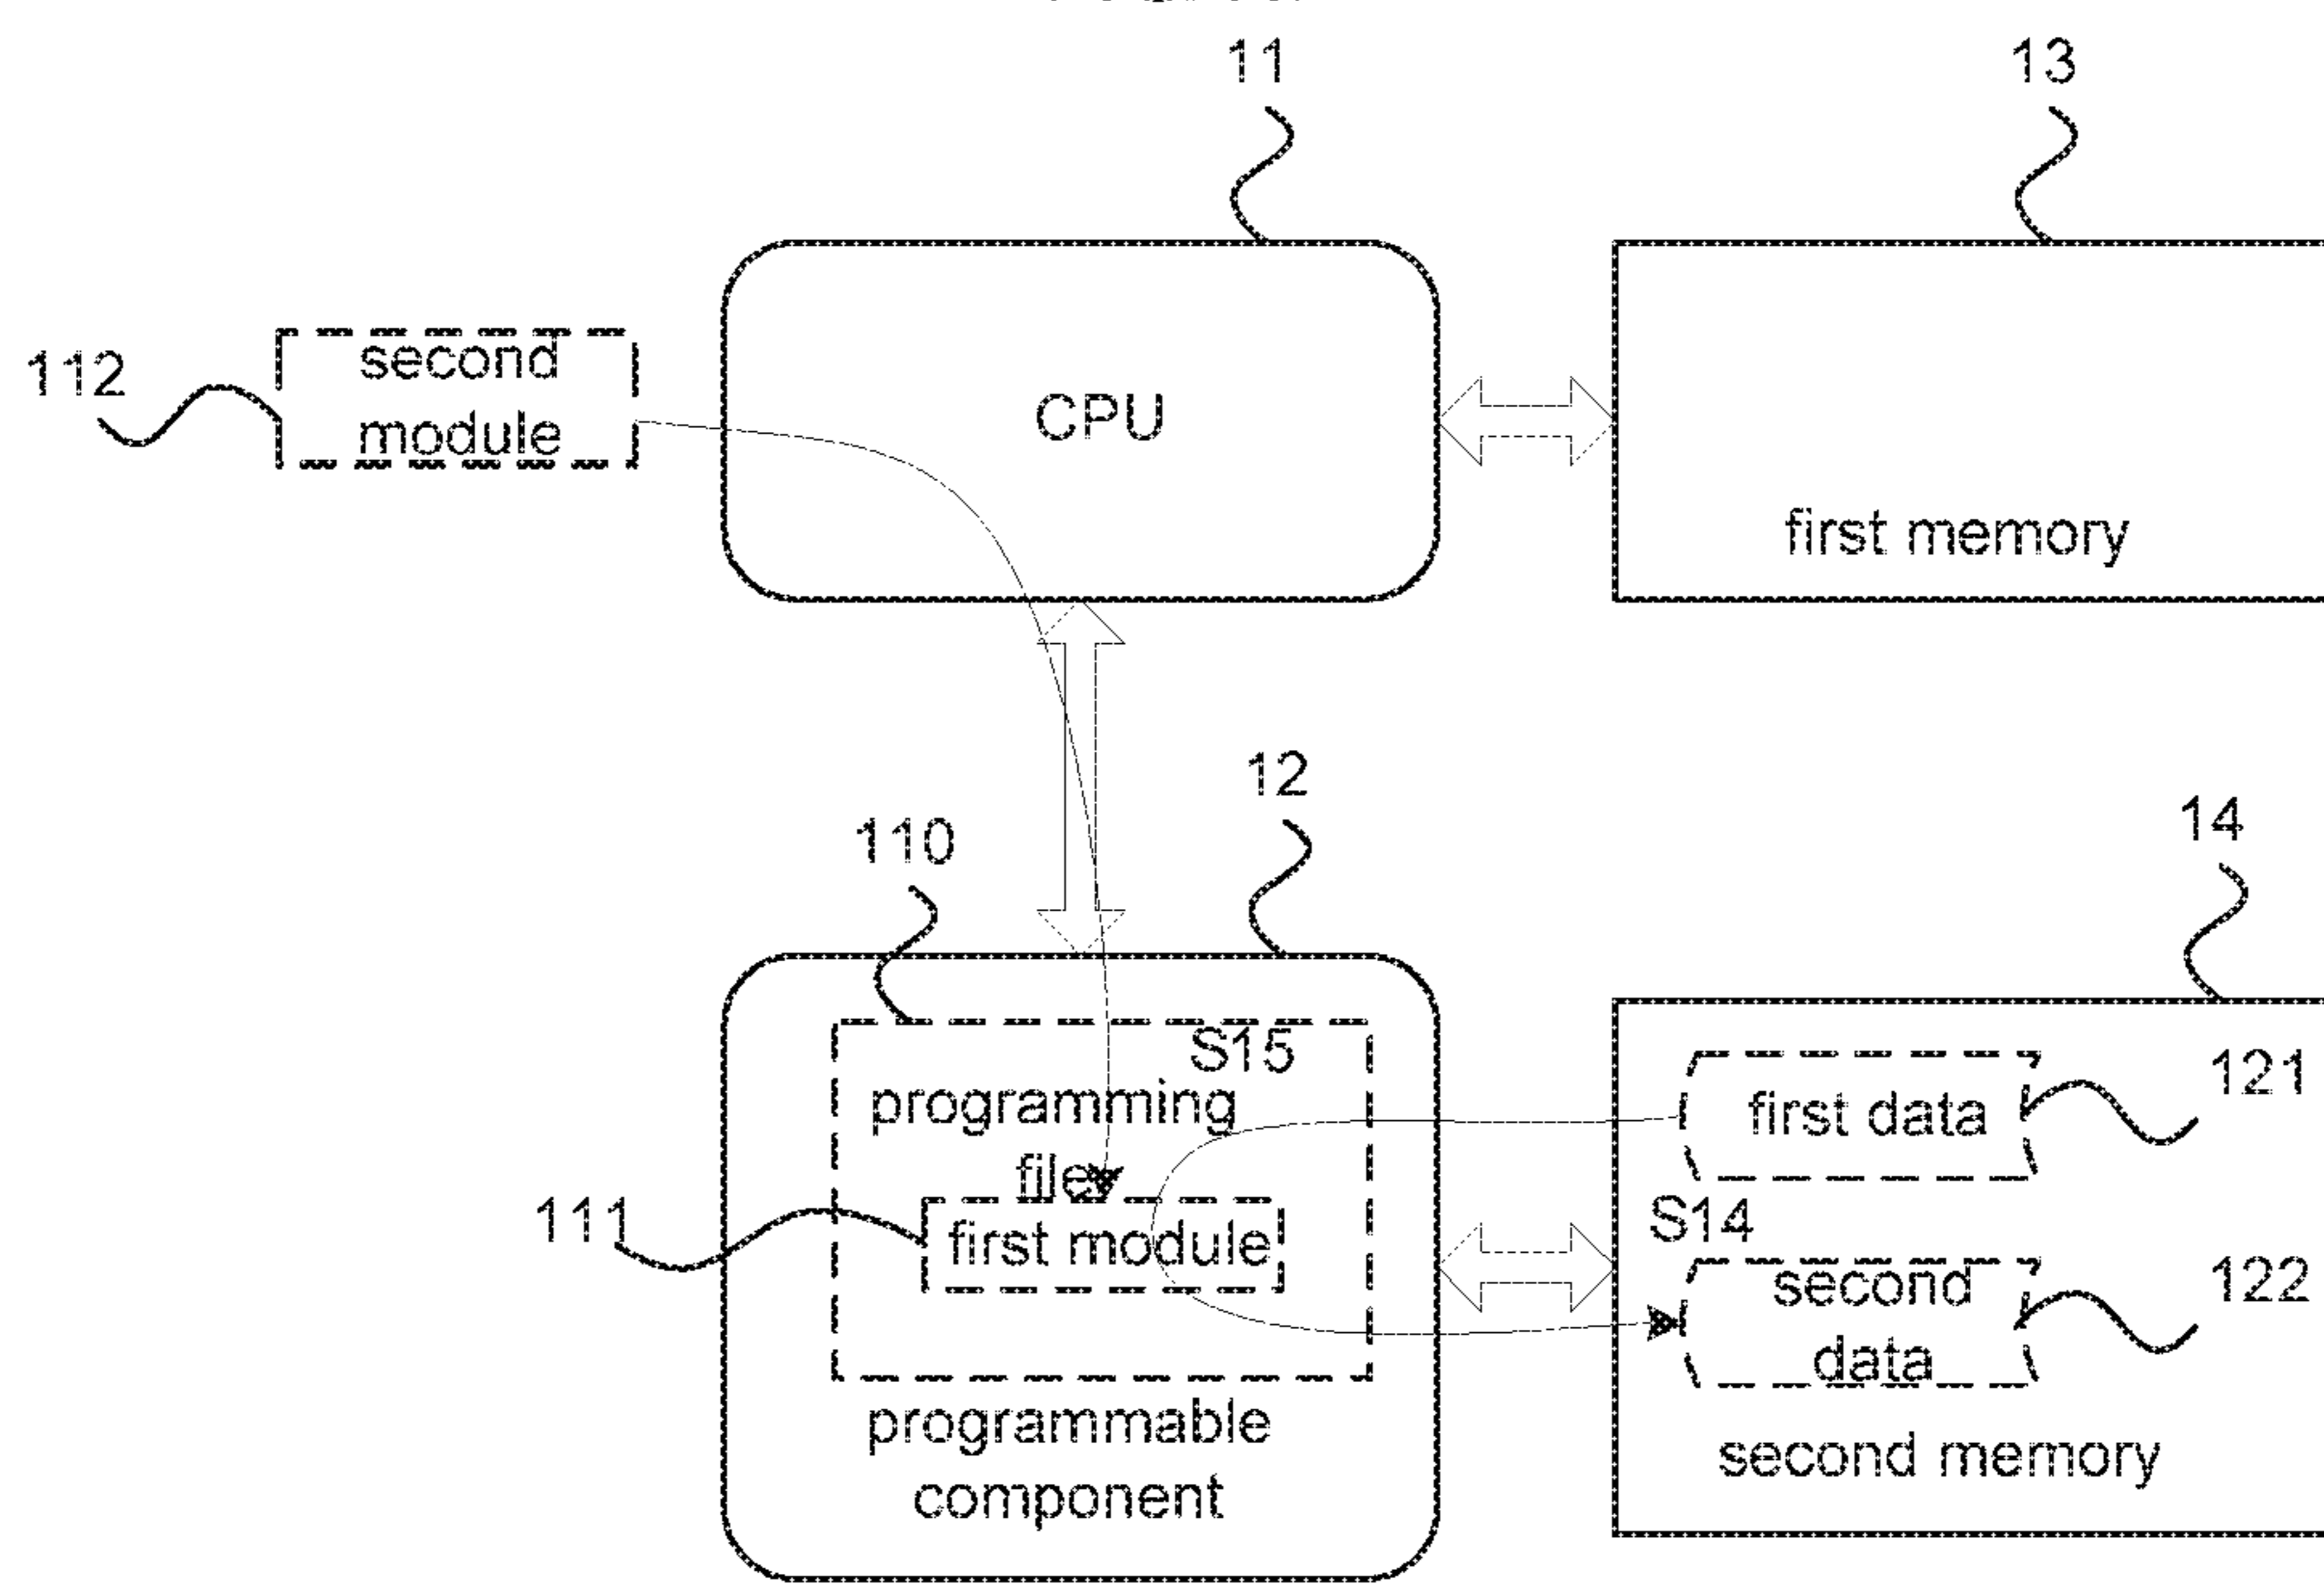 11
13
112
second
module
CPU
first memory
12
110
14
S15
programming
files
first data
121
111
first module
S14
second
data
122
programmable
component
second memory